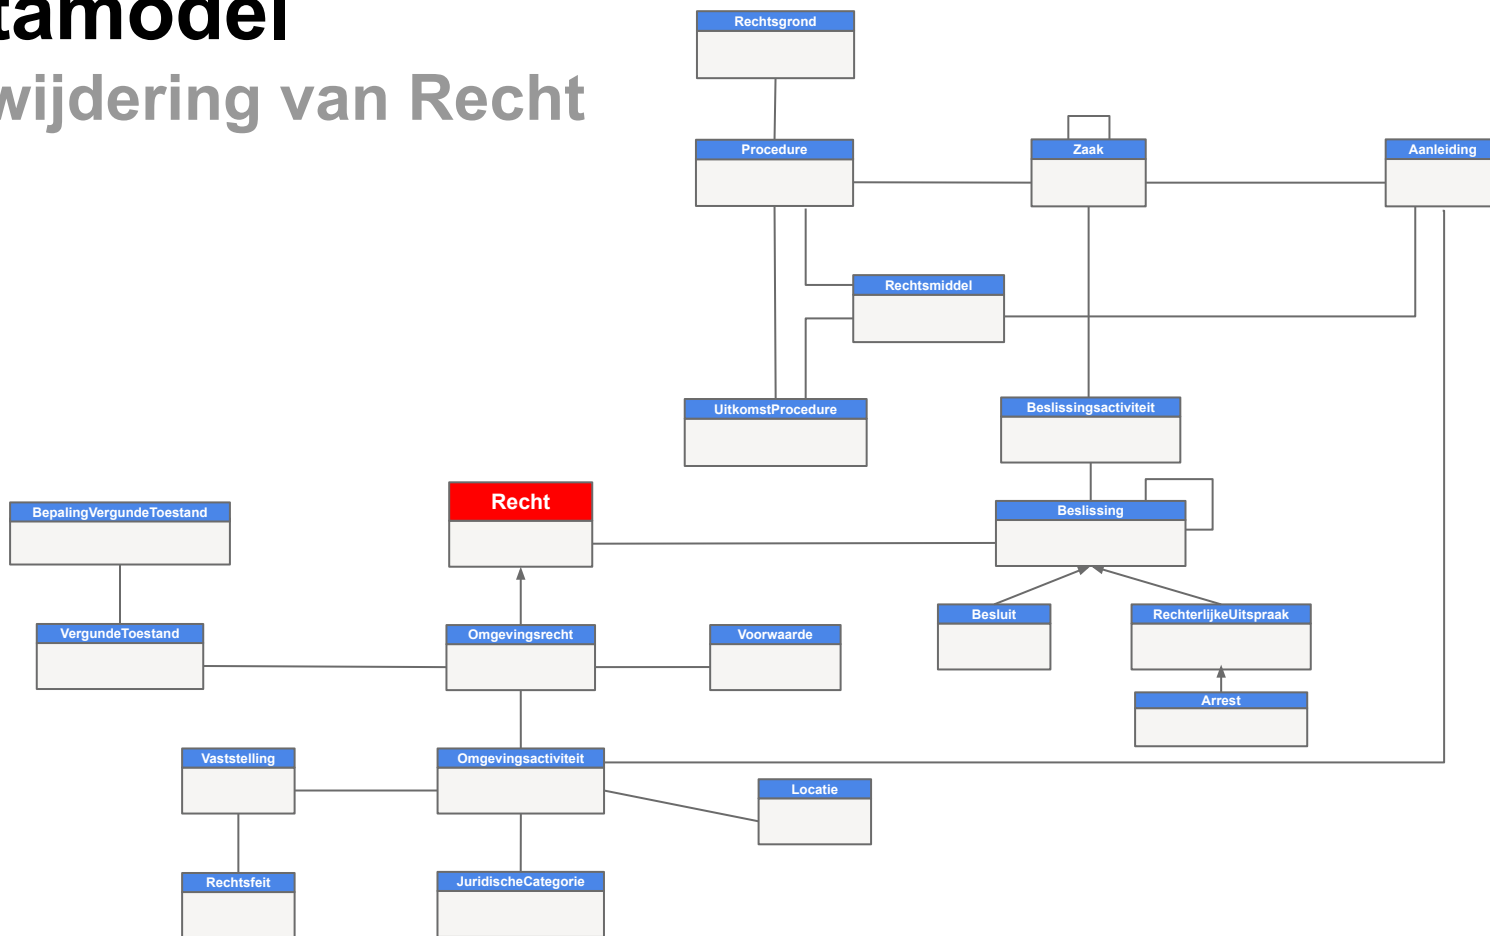 tamodel
wijdering van Recht
Rechtsgrond
Procedure
Zaak
Aanleiding
Rechtsmiddel
UitkomstProcedure
Beslissingsactiviteit
Recht
BepalingVergundeToestand
Beslissing
Besluit
RechterlijkeUitspraak
VergundeToestand
Omgevingsrecht
Voorwaarde
Arrest
Vaststelling
Omgevingsactiviteit
Locatie
Rechtsfeit
JuridischeCategorie